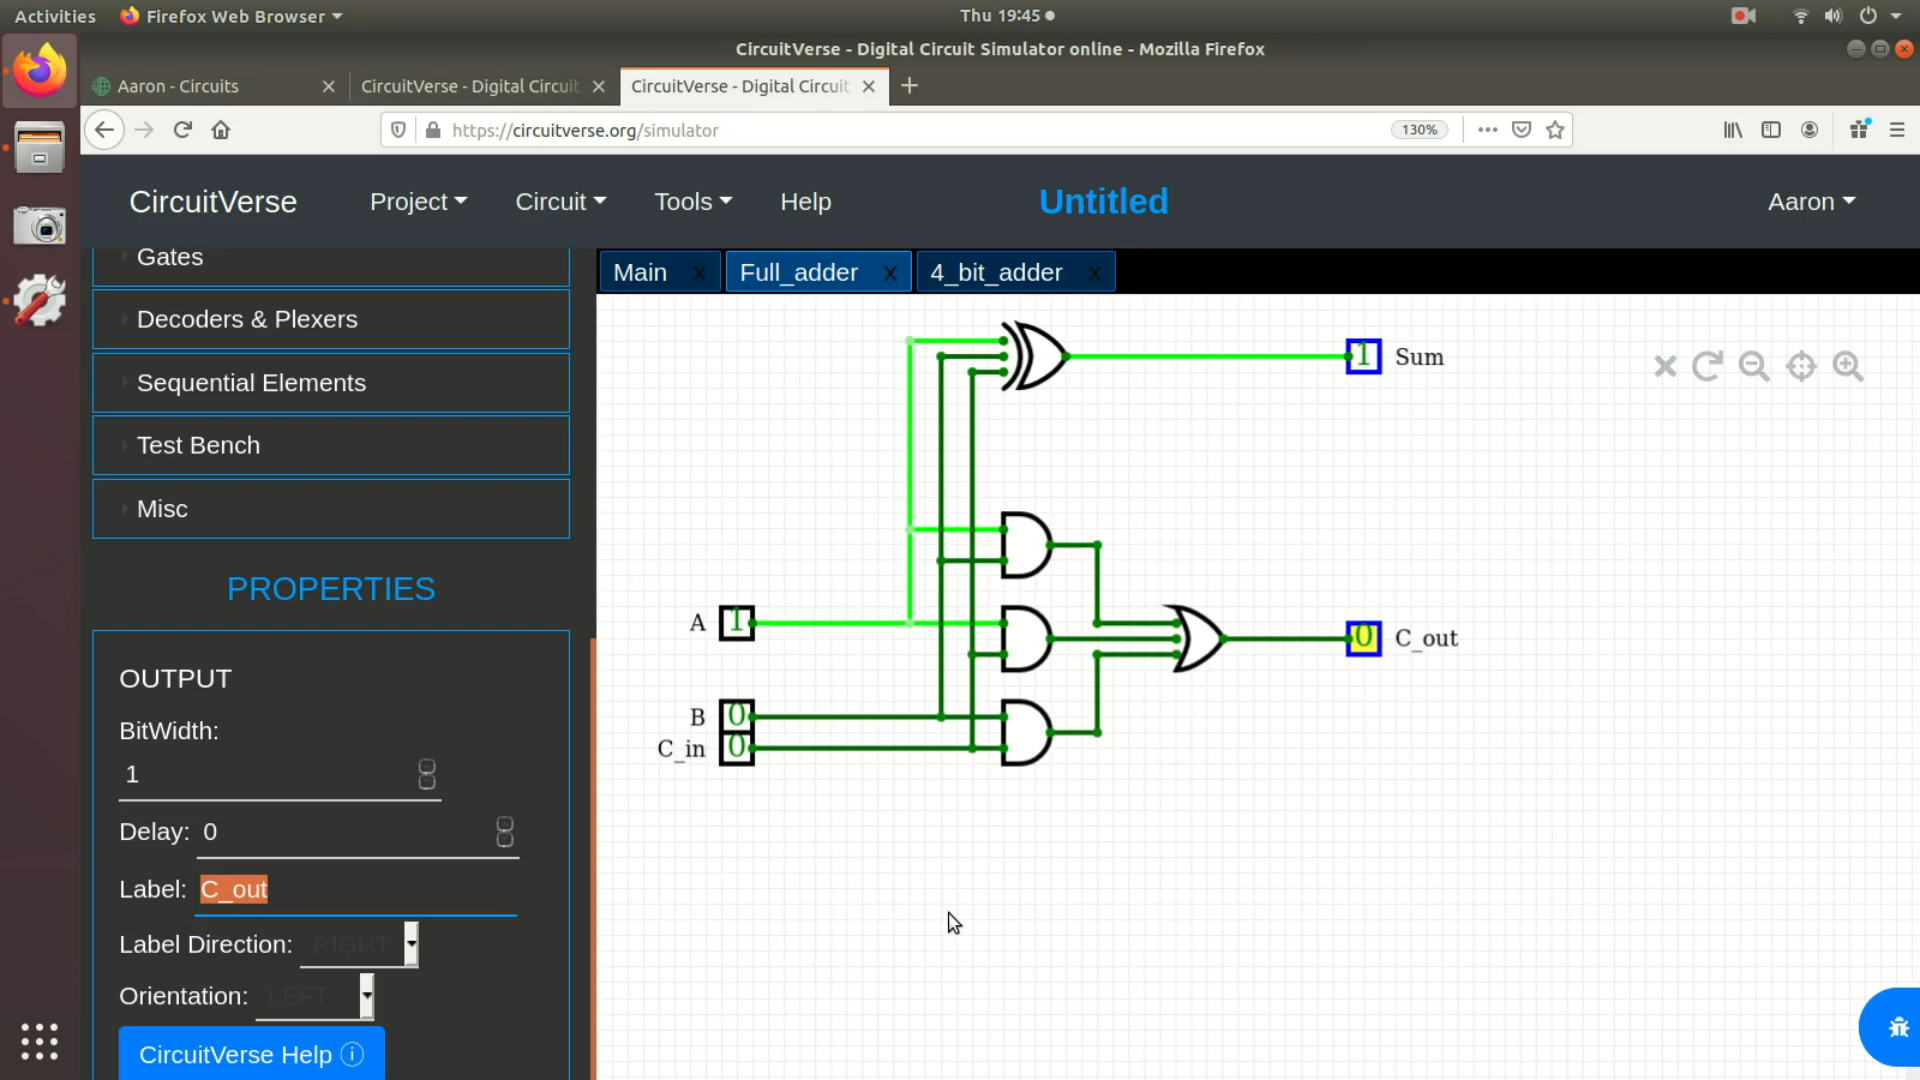 Activities
Firefox Web Browser
Thu 19:45
CircuitVerse - Digital Circuit Simulator online - Mozilla Firefox
Aaron - Circuits
CircuitVerse - Digital Circuit
CircuitVerse - Digital Circuit
https://circuitverse.org/simulator
130%
CircuitVerse
Project
Circuit
Tools
Help
Untitled
Aaron
Gates
Decoders & Plexers
Sequential Elements
Test Bench
Misc
PROPERTIES
OUTPUT
BitWidth:
1
Delay: 0
Label: C_out
Label Direction: RIGHT
Orientation: LEFT
CircuitVerse Help
Main x
Full_adder x
4_bit_adder x
1 Sum
A 1
0 C_out
B 0
C_in 0